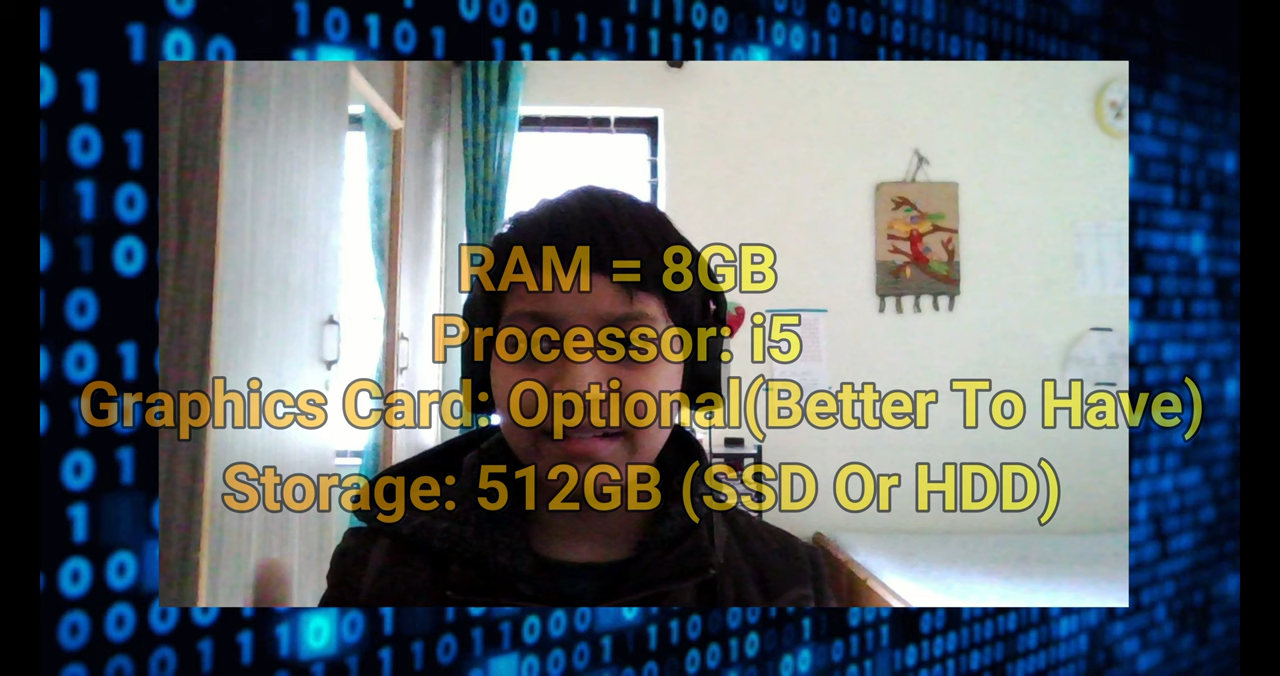 RAM = 8GB
Processor: i5
Graphics Card: Optional(Better To Have)
Storage: 512GB (SSD Or HDD)